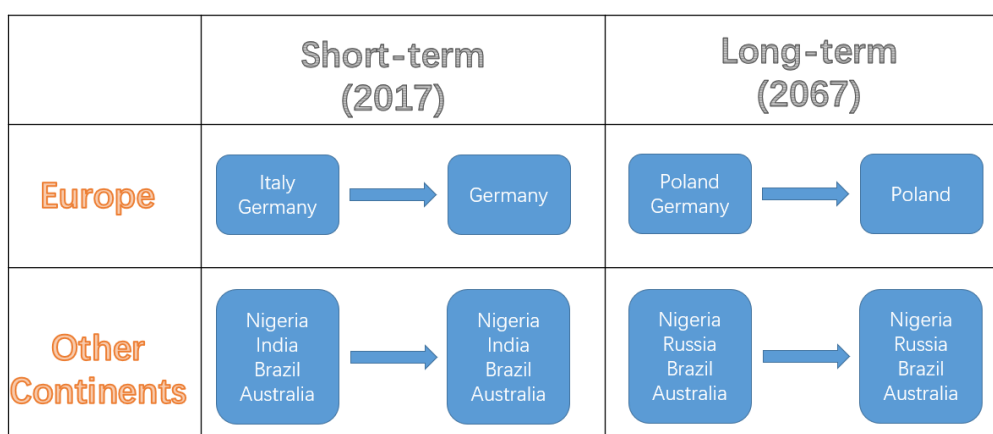 Short-term
(2017)
Long-term
(2067)
Europe
Italy
Germany
Germany
Poland
Germany
Poland
Other
Continents
Nigeria
India
Brazil
Australia
Nigeria
India
Brazil
Australia
Nigeria
Russia
Brazil
Australia
Nigeria
Russia
Brazil
Australia